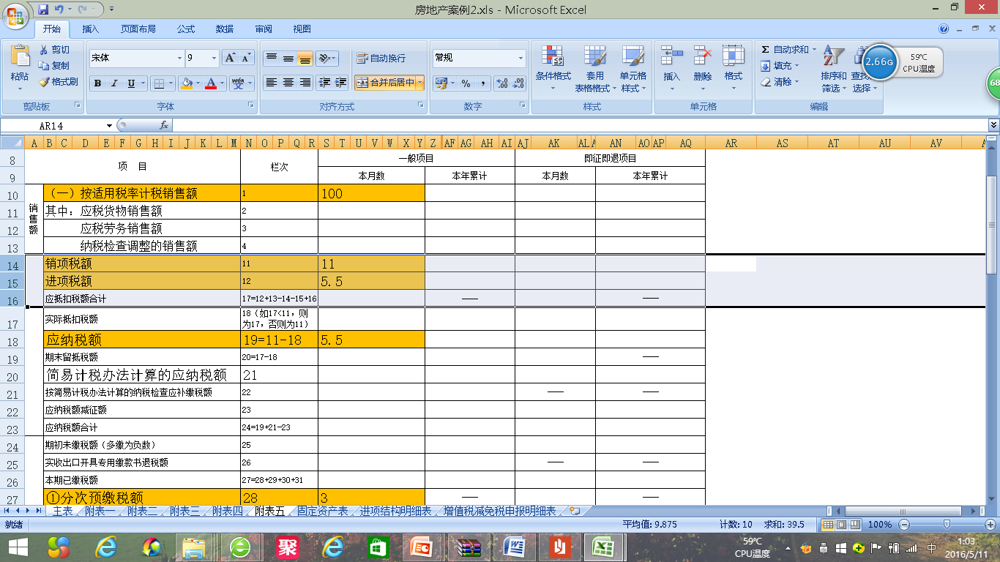 房地产案例2.xls - Microsoft Excel
开始 插入 页面布局 公式 数据 审阅 视图
粘贴 剪切 复制 格式刷
宋体 9
B I U A wén
自动换行
合并后居中
常规
% ,
条件格式 套用表格格式 单元格样式
插入 删除 格式
Σ 自动求和 填充 清除
排序和筛选 选择
2.66G 59℃ CPU温度
68
剪贴板 字体 对齐方式 数字 样式 单元格 编辑
AR14 fx
A B C D E F G H I J K L M N O P Q R S T U V W X Y Z AF AG AH AI AJ AK AL AN AO AP AQ AR AS AT AU AV
8 项 目 栏次 一般项目 即征即退项目
9 本月数 本年累计 本月数 本年累计
销售额
10 (一)按适用税率计税销售额 1 100
11 其中:应税货物销售额 2
12 应税劳务销售额 3
13 纳税检查调整的销售额 4
14 销项税额 11 11
15 进项税额 12 5.5
16 应抵扣税额合计 17=12+13-14-15+16 —— ——
17 实际抵扣税额 18(如17<11,则为17,否则为11)
18 应纳税额 19=11-18 5.5
19 期末留抵税额 20=17-18 ——
20 简易计税办法计算的应纳税额 21
21 按简易计税办法计算的纳税检查应补缴税额 22 —— ——
22 应纳税额减征额 23
23 应纳税额合计 24=19+21-23
24 期初未缴税额(多缴为负数) 25
25 实收出口开具专用缴款书退税额 26 —— ——
26 本期已缴税额 27=28+29+30+31
27 ①分次预缴税额 28 3 —— ——
主表 附表一 附表二 附表三 附表四 附表五 固定资产表 进项结构明细表 增值税减免税申报明细表
就绪 平均值: 9.875 计数: 10 求和: 39.5 100%
聚 59℃ CPU温度 中 1:03
2016/5/11